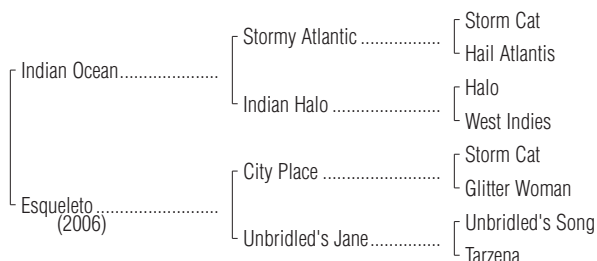 Storm Cat
Stormy Atlantic
Hail Atlantis
Indian Ocean
Halo
Indian Halo
West Indies
Storm Cat
City Place
Glitter Woman
Esqueleto
(2006)
Unbridled's Song
Unbridled's Jane
Tarzena